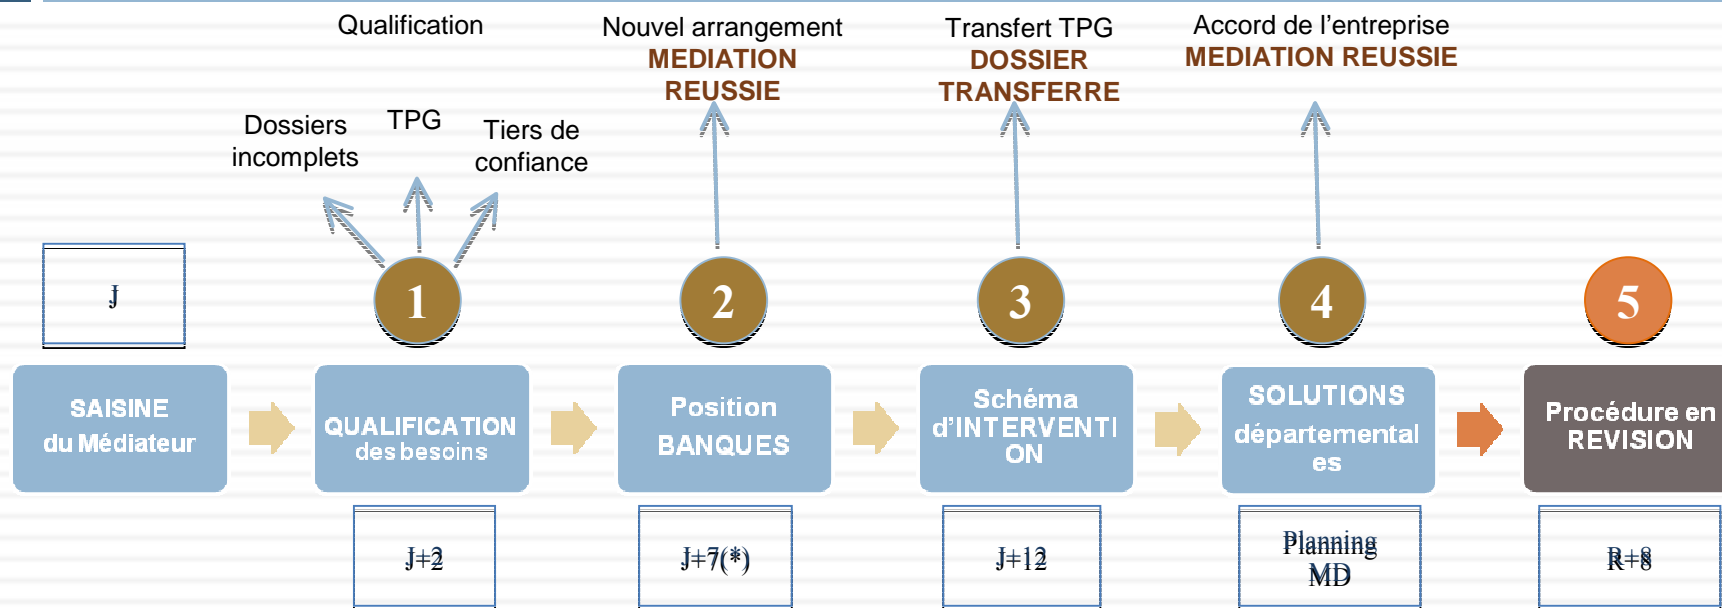 Qualification
Nouvel arrangement
MEDIATION
REUSSIE
Transfert TPG
DOSSIER
TRANSFERRE
Accord de l’entreprise
MEDIATION REUSSIE
Dossiers
incomplets
TPG
Tiers de
confiance
J
1
2
3
4
5
SAISINE
du Médiateur
QUALIFICATION
des besoins
Position
BANQUES
Schéma
d’INTERVENTI
ON
SOLUTIONS
départemental
es
Procédure en
REVISION
J+2
J+7(*)
J+12
Planning
MD
R+8